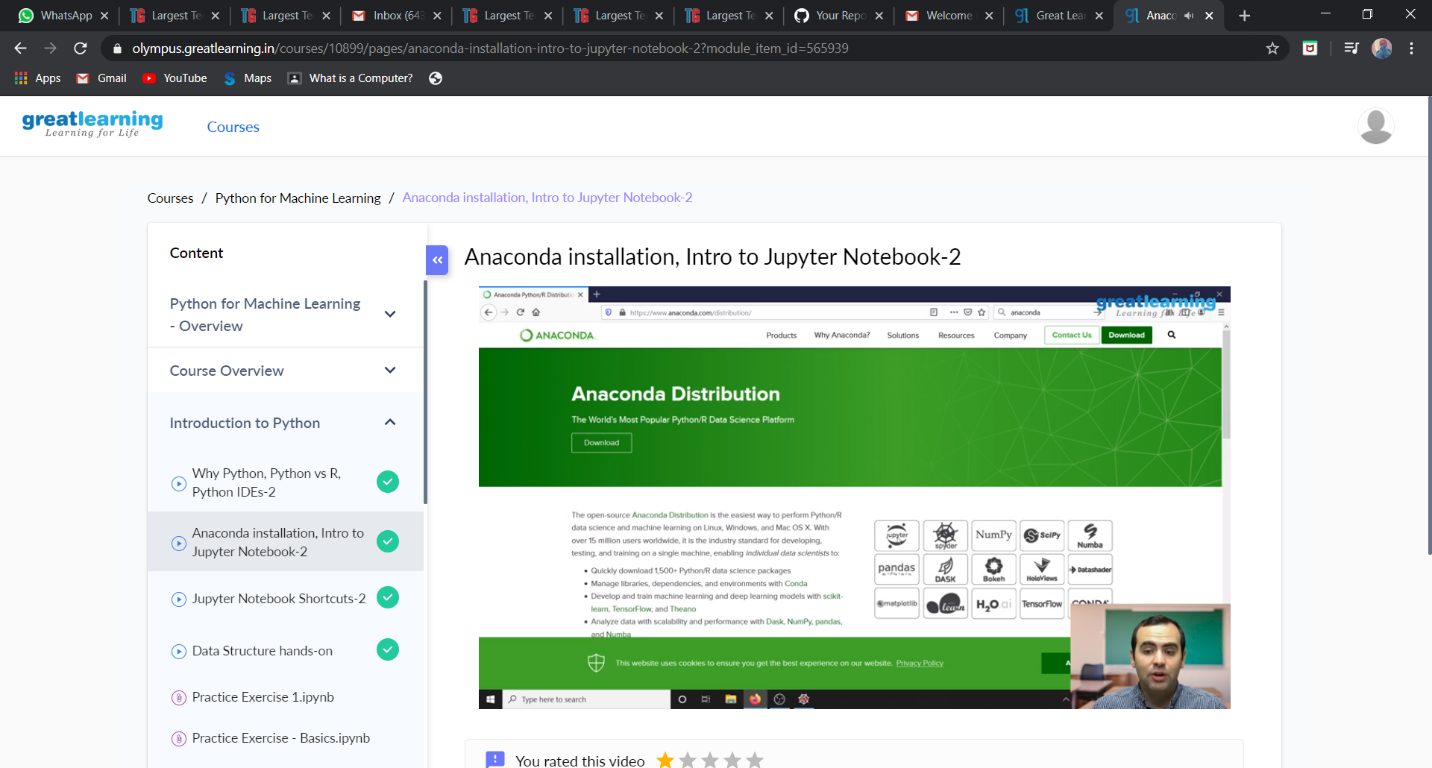 WhatsApp
Largest Te
Largest Te
Inbox (643
Largest Te
Largest Te
Largest Te
Your Repo
Welcome
Great Lear
Anaco
olympus.greatlearning.in/courses/10899/pages/anaconda-installation-intro-to-jupyter-notebook-2?module_item_id=565939
Apps Gmail YouTube Maps What is a Computer?
greatlearning
Learning for Life
Courses
Courses / Python for Machine Learning / Anaconda installation, Intro to Jupyter Notebook-2
Content
Python for Machine Learning
- Overview
Course Overview
Introduction to Python
Why Python, Python vs R,
Python IDEs-2
Anaconda installation, Intro to
Jupyter Notebook-2
Jupyter Notebook Shortcuts-2
Data Structure hands-on
Practice Exercise 1.ipynb
Practice Exercise - Basics.ipynb
Anaconda installation, Intro to Jupyter Notebook-2
Anaconda Python/R Distributi
https://www.anaconda.com/distribution/
anaconda
greatlearning
Learning for Life
ANACONDA.
Products Why Anaconda? Solutions Resources Company Contact Us Download
Anaconda Distribution
The World's Most Popular Python/R Data Science Platform
Download
The open-source Anaconda Distribution is the easiest way to perform Python/R
data science and machine learning on Linux, Windows, and Mac OS X. With
over 15 million users worldwide, it is the industry standard for developing,
testing, and training on a single machine, enabling individual data scientists to:
• Quickly download 1,500+ Python/R data science packages
• Manage libraries, dependencies, and environments with Conda
• Develop and train machine learning and deep learning models with scikit-
learn, TensorFlow, and Theano
• Analyze data with scalability and performance with Dask, NumPy, pandas,
and Numba
jupyter spyder NumPy SciPy Numba
pandas DASK Bokeh HoloViews Datashader
matplotlib learn H2O.ai TensorFlow CONDA
This website uses cookies to ensure you get the best experience on our website. Privacy Policy
A
Type here to search
You rated this video